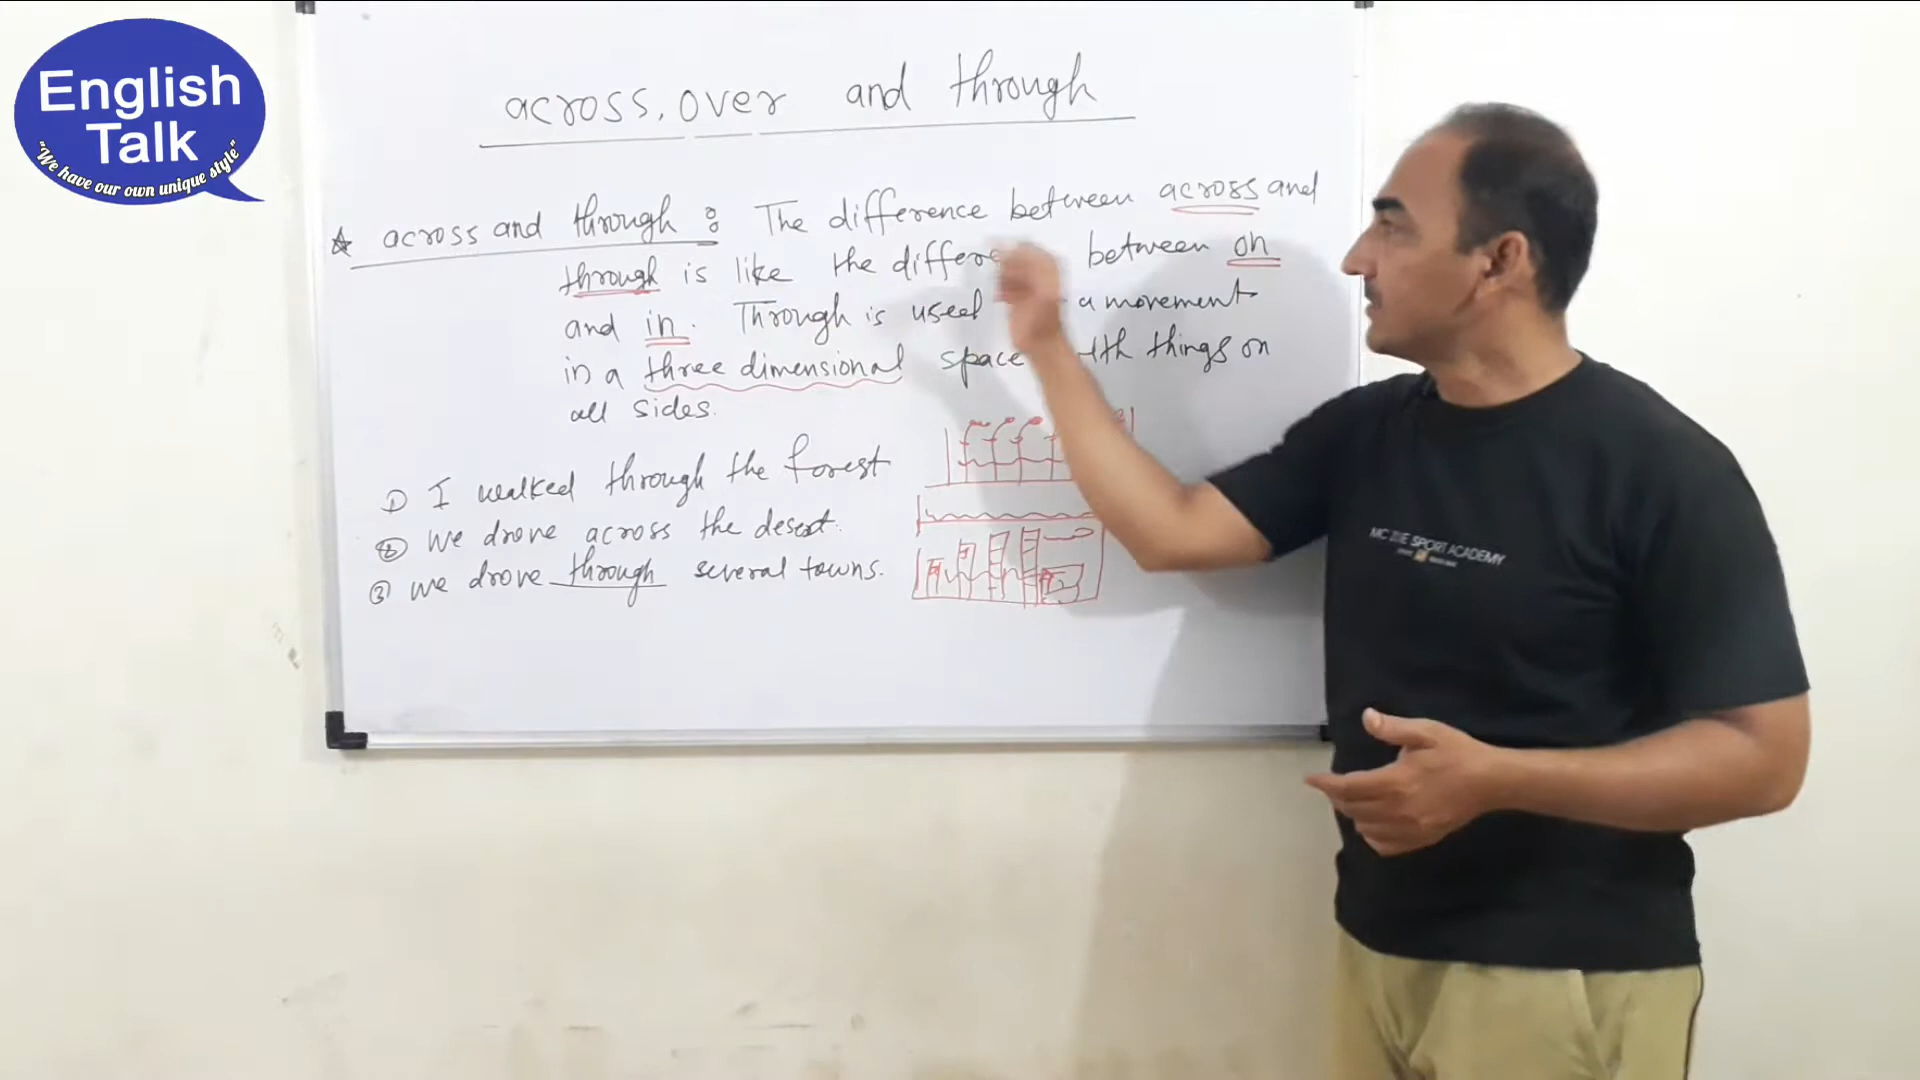 English
Talk
"We have our own unique style"
across, over and through
across and through : The difference between across and
through is like the differe between on
and in. Through is used a movement
in a three dimensional space with things on
all sides.
① I walked through the forest
② We drove across the desert.
③ We drove through several towns.
MC ZONE SPORT ACADEMY